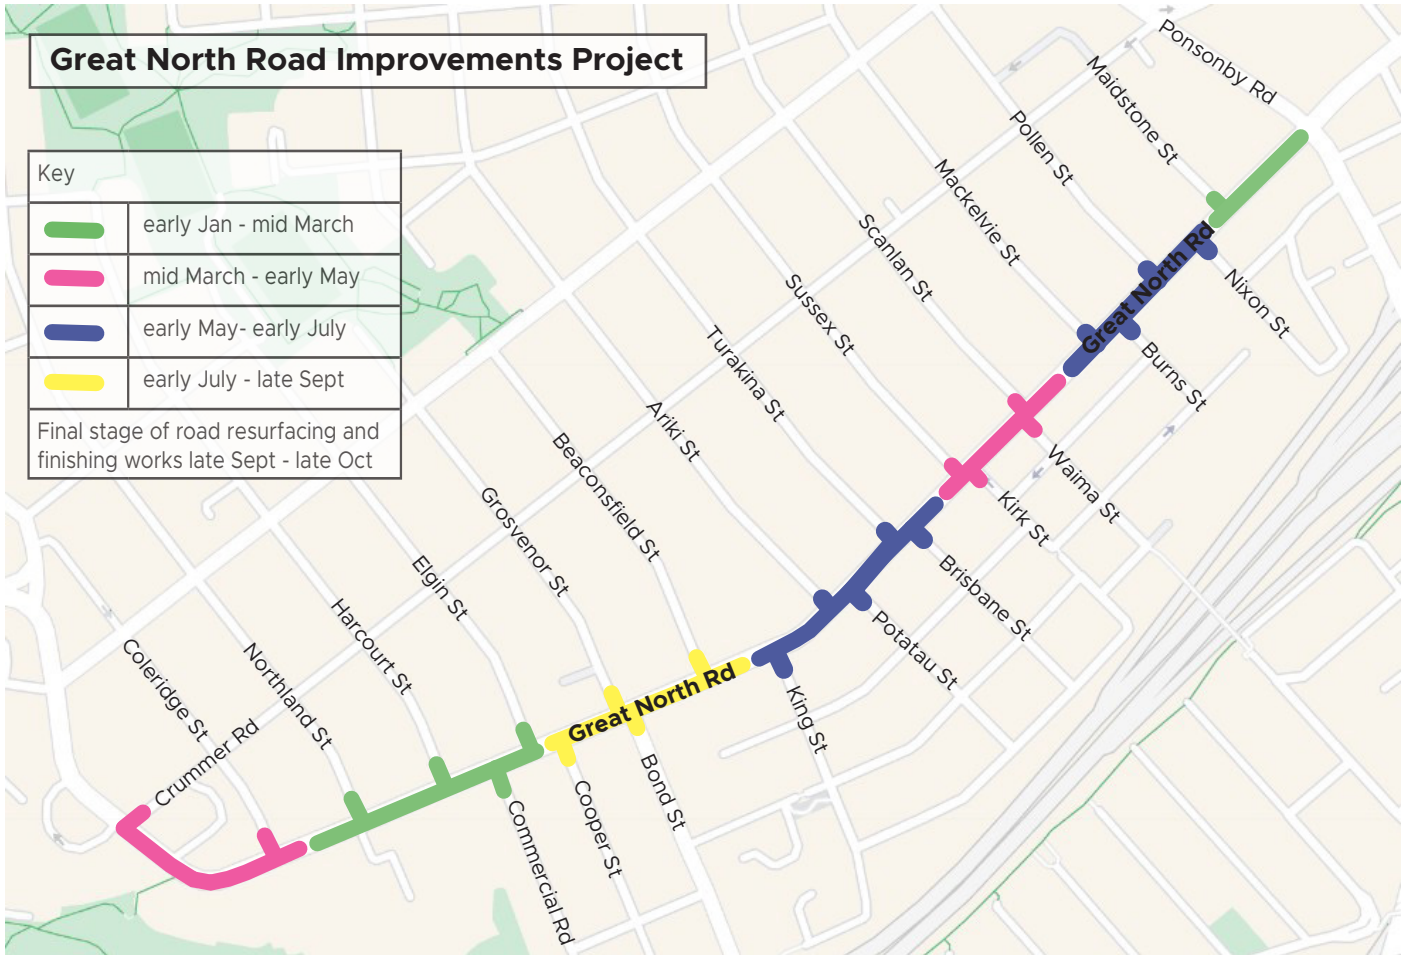 Great North Road Improvements Project
Key
early Jan - mid March
mid March - early May
early May- early July
early July - late Sept
Final stage of road resurfacing and
finishing works late Sept - late Oct
Ponsonby Rd
Maidstone St
Pollen St
Mackelvie St
Scanlan St
Sussex St
Turakina St
Ariki St
Beaconsfield St
Grosvenor St
Elgin St
Harcourt St
Northland St
Coleridge St
Crummer Rd
Great North Rd
Nixon St
Burns St
Waima St
Kirk St
Brisbane St
Potatau St
King St
Great North Rd
Bond St
Cooper St
Commercial Rd